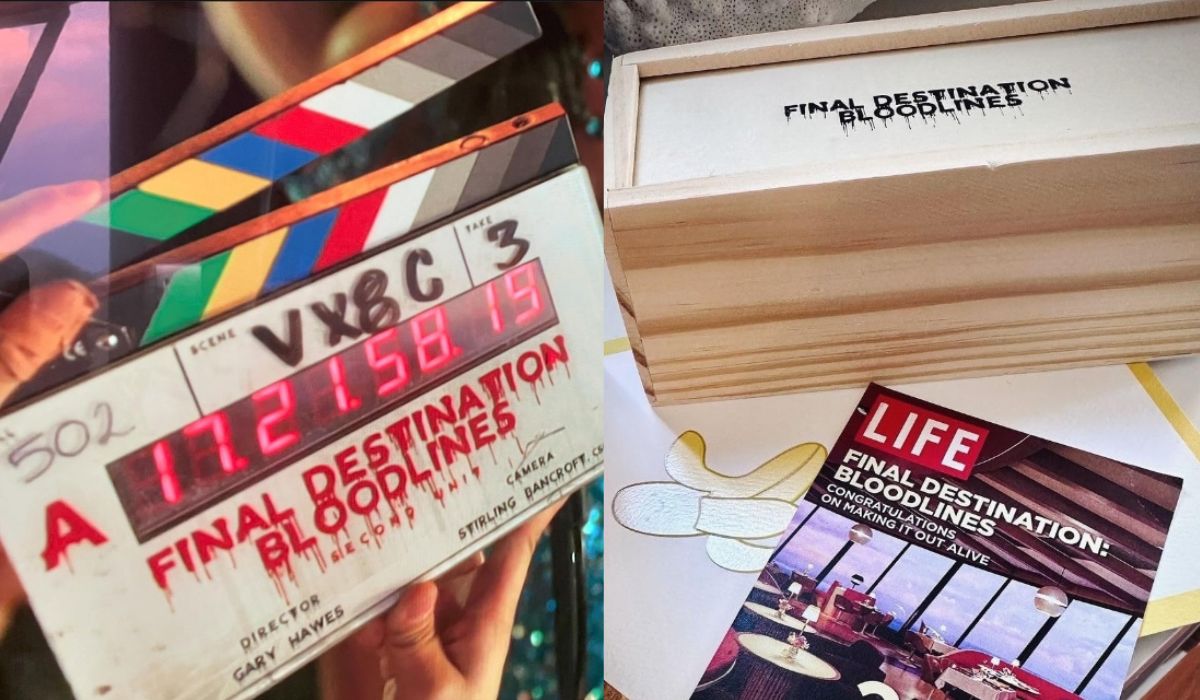 TAKE
SCENE VX8C 3
502
17.21.58.19
A
FINAL DESTINATION
BLOODLINES
SECOND UNIT
CAMERA
STIRLING BANCROFT.
DIRECTOR
GARY HAWES
FINAL DESTINATION
BLOODLINES
LIFE
FINAL DESTINATION:
BLOODLINES
CONGRATULATIONS
ON MAKING IT OUT ALIVE